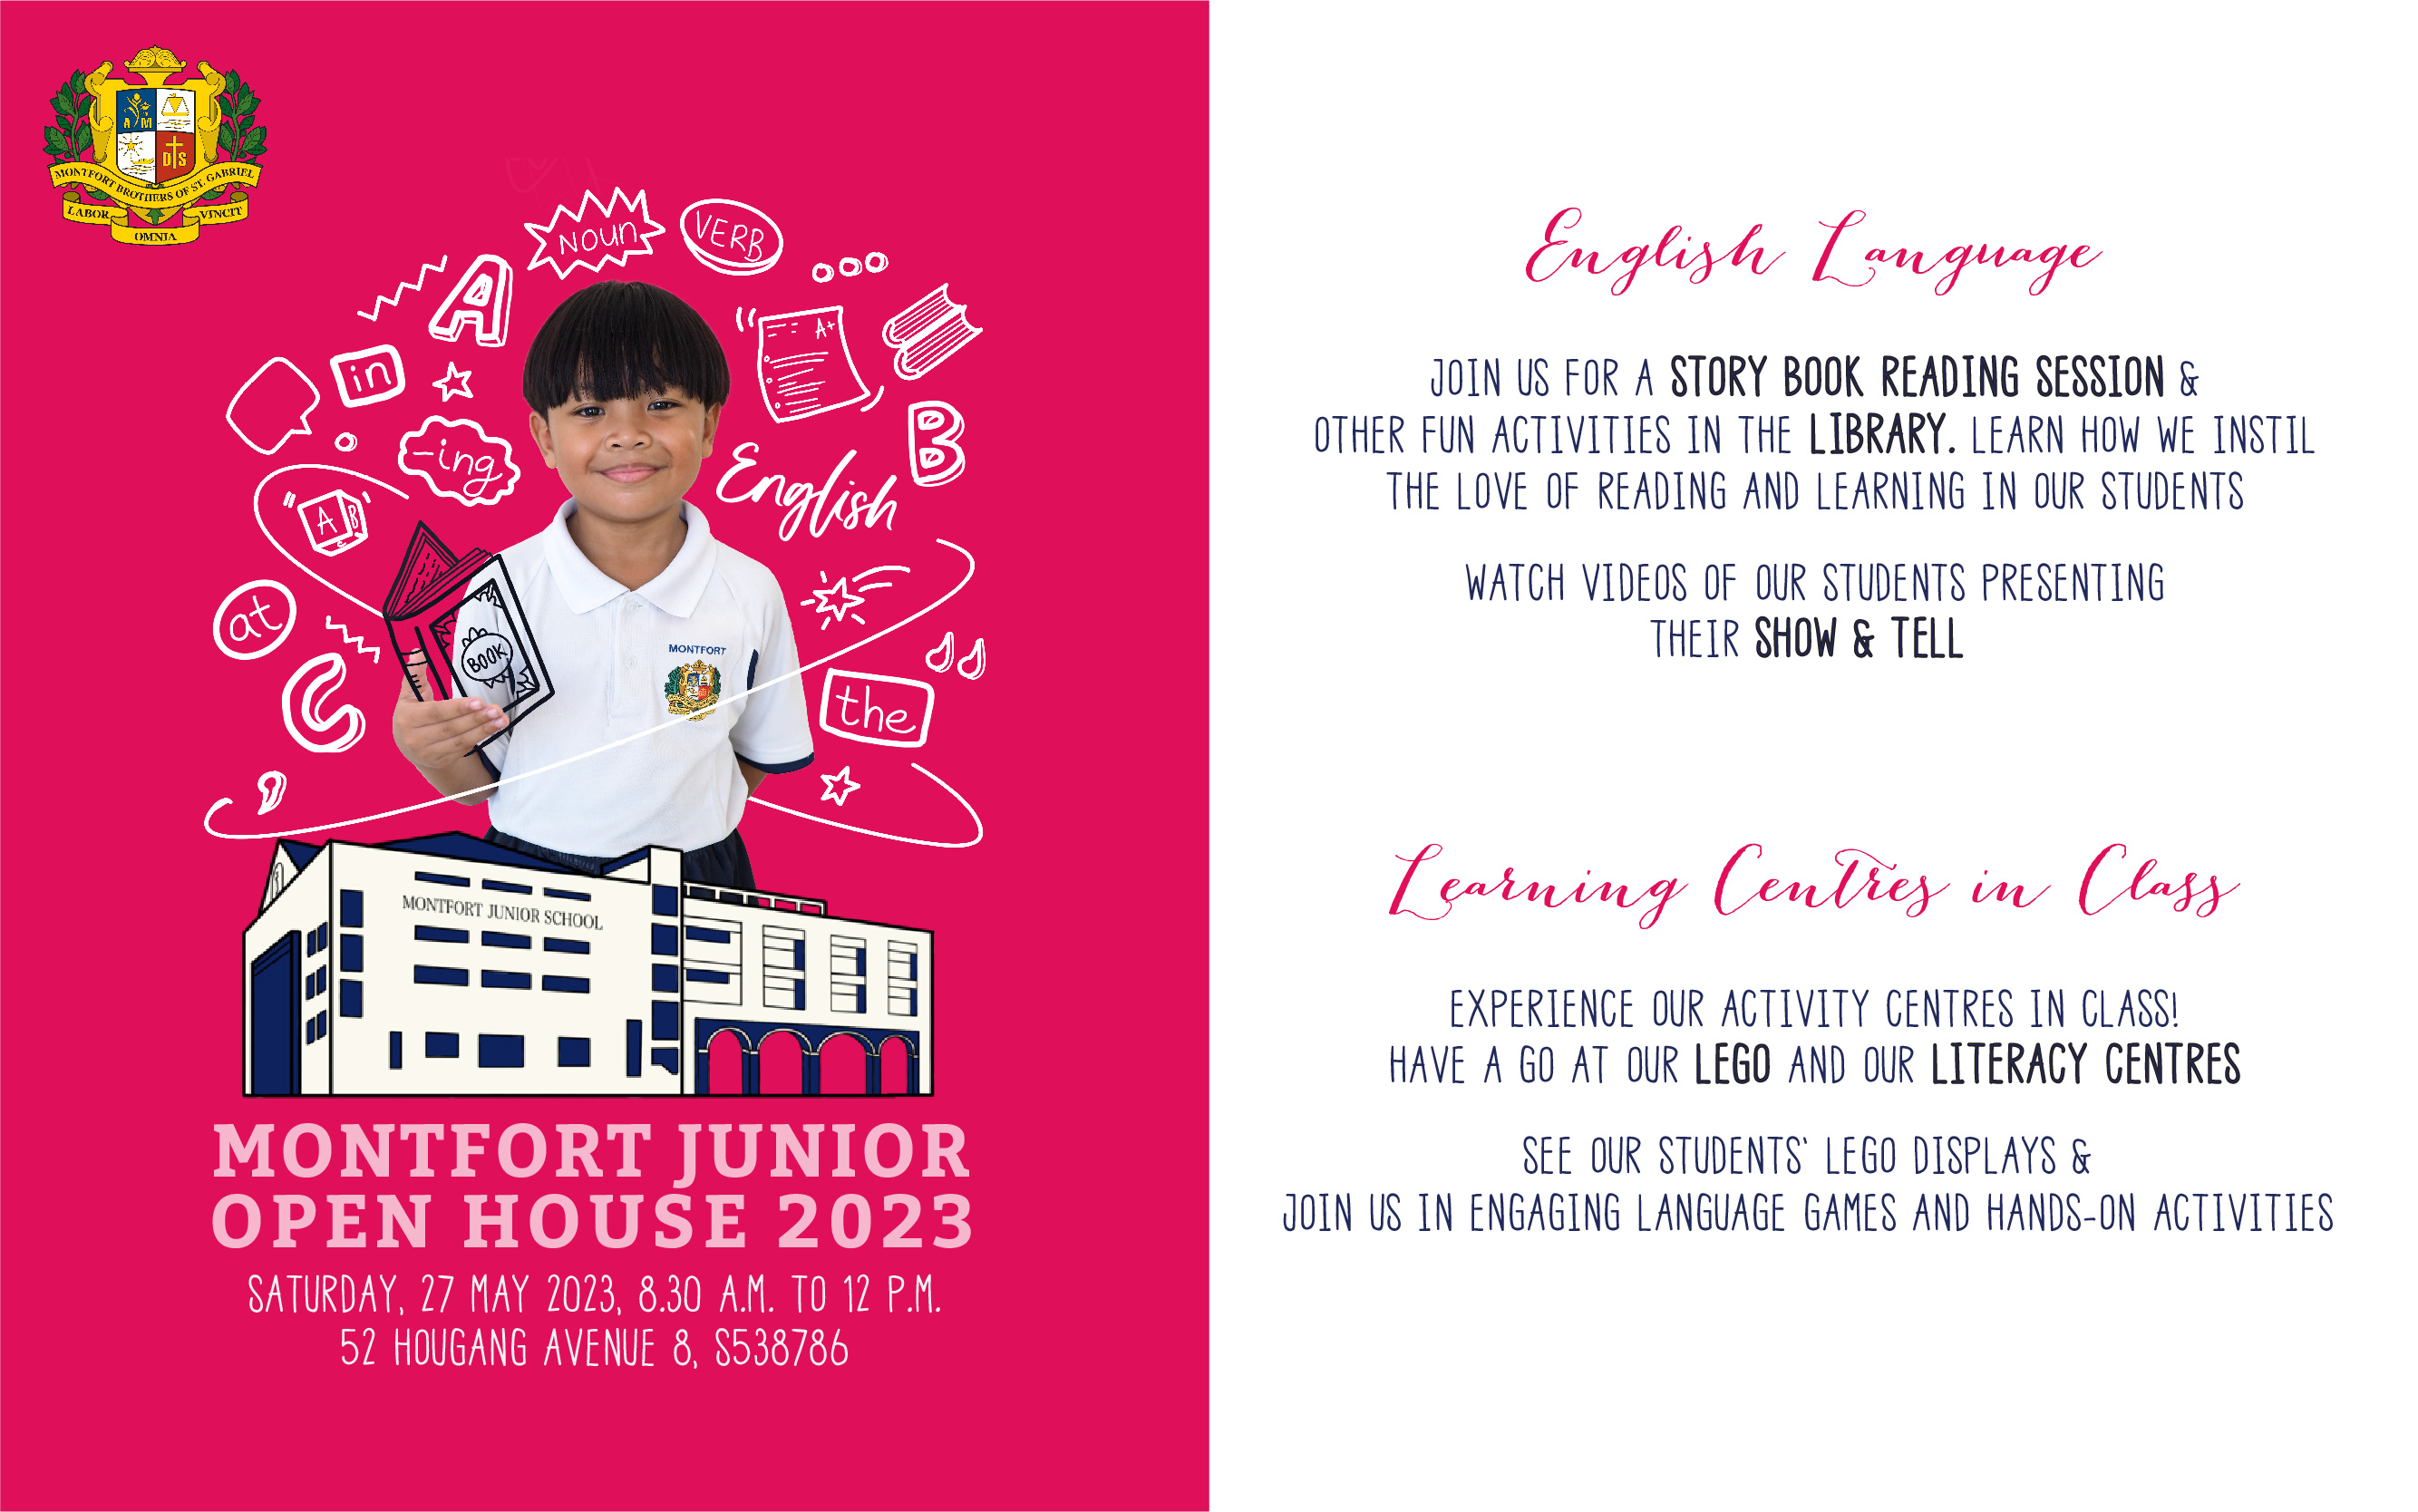 A M
D S
MONTFORT BROTHERS OF ST. GABRIEL
LABOR OMNIA VINCIT
NOUN
VERB
A
A+
in
-ing
B
English
A B C
at
BOOK
MONTFORT
C
the
MONTFORT JUNIOR SCHOOL
MONTFORT JUNIOR
OPEN HOUSE 2023
SATURDAY, 27 MAY 2023, 8.30 A.M. TO 12 P.M.
52 HOUGANG AVENUE 8, S538786
English Language
JOIN US FOR A STORY BOOK READING SESSION &
OTHER FUN ACTIVITIES IN THE LIBRARY. LEARN HOW WE INSTIL
THE LOVE OF READING AND LEARNING IN OUR STUDENTS
WATCH VIDEOS OF OUR STUDENTS PRESENTING
THEIR SHOW & TELL
Learning Centres in Class
EXPERIENCE OUR ACTIVITY CENTRES IN CLASS!
HAVE A GO AT OUR LEGO AND OUR LITERACY CENTRES
SEE OUR STUDENTS' LEGO DISPLAYS &
JOIN US IN ENGAGING LANGUAGE GAMES AND HANDS-ON ACTIVITIES